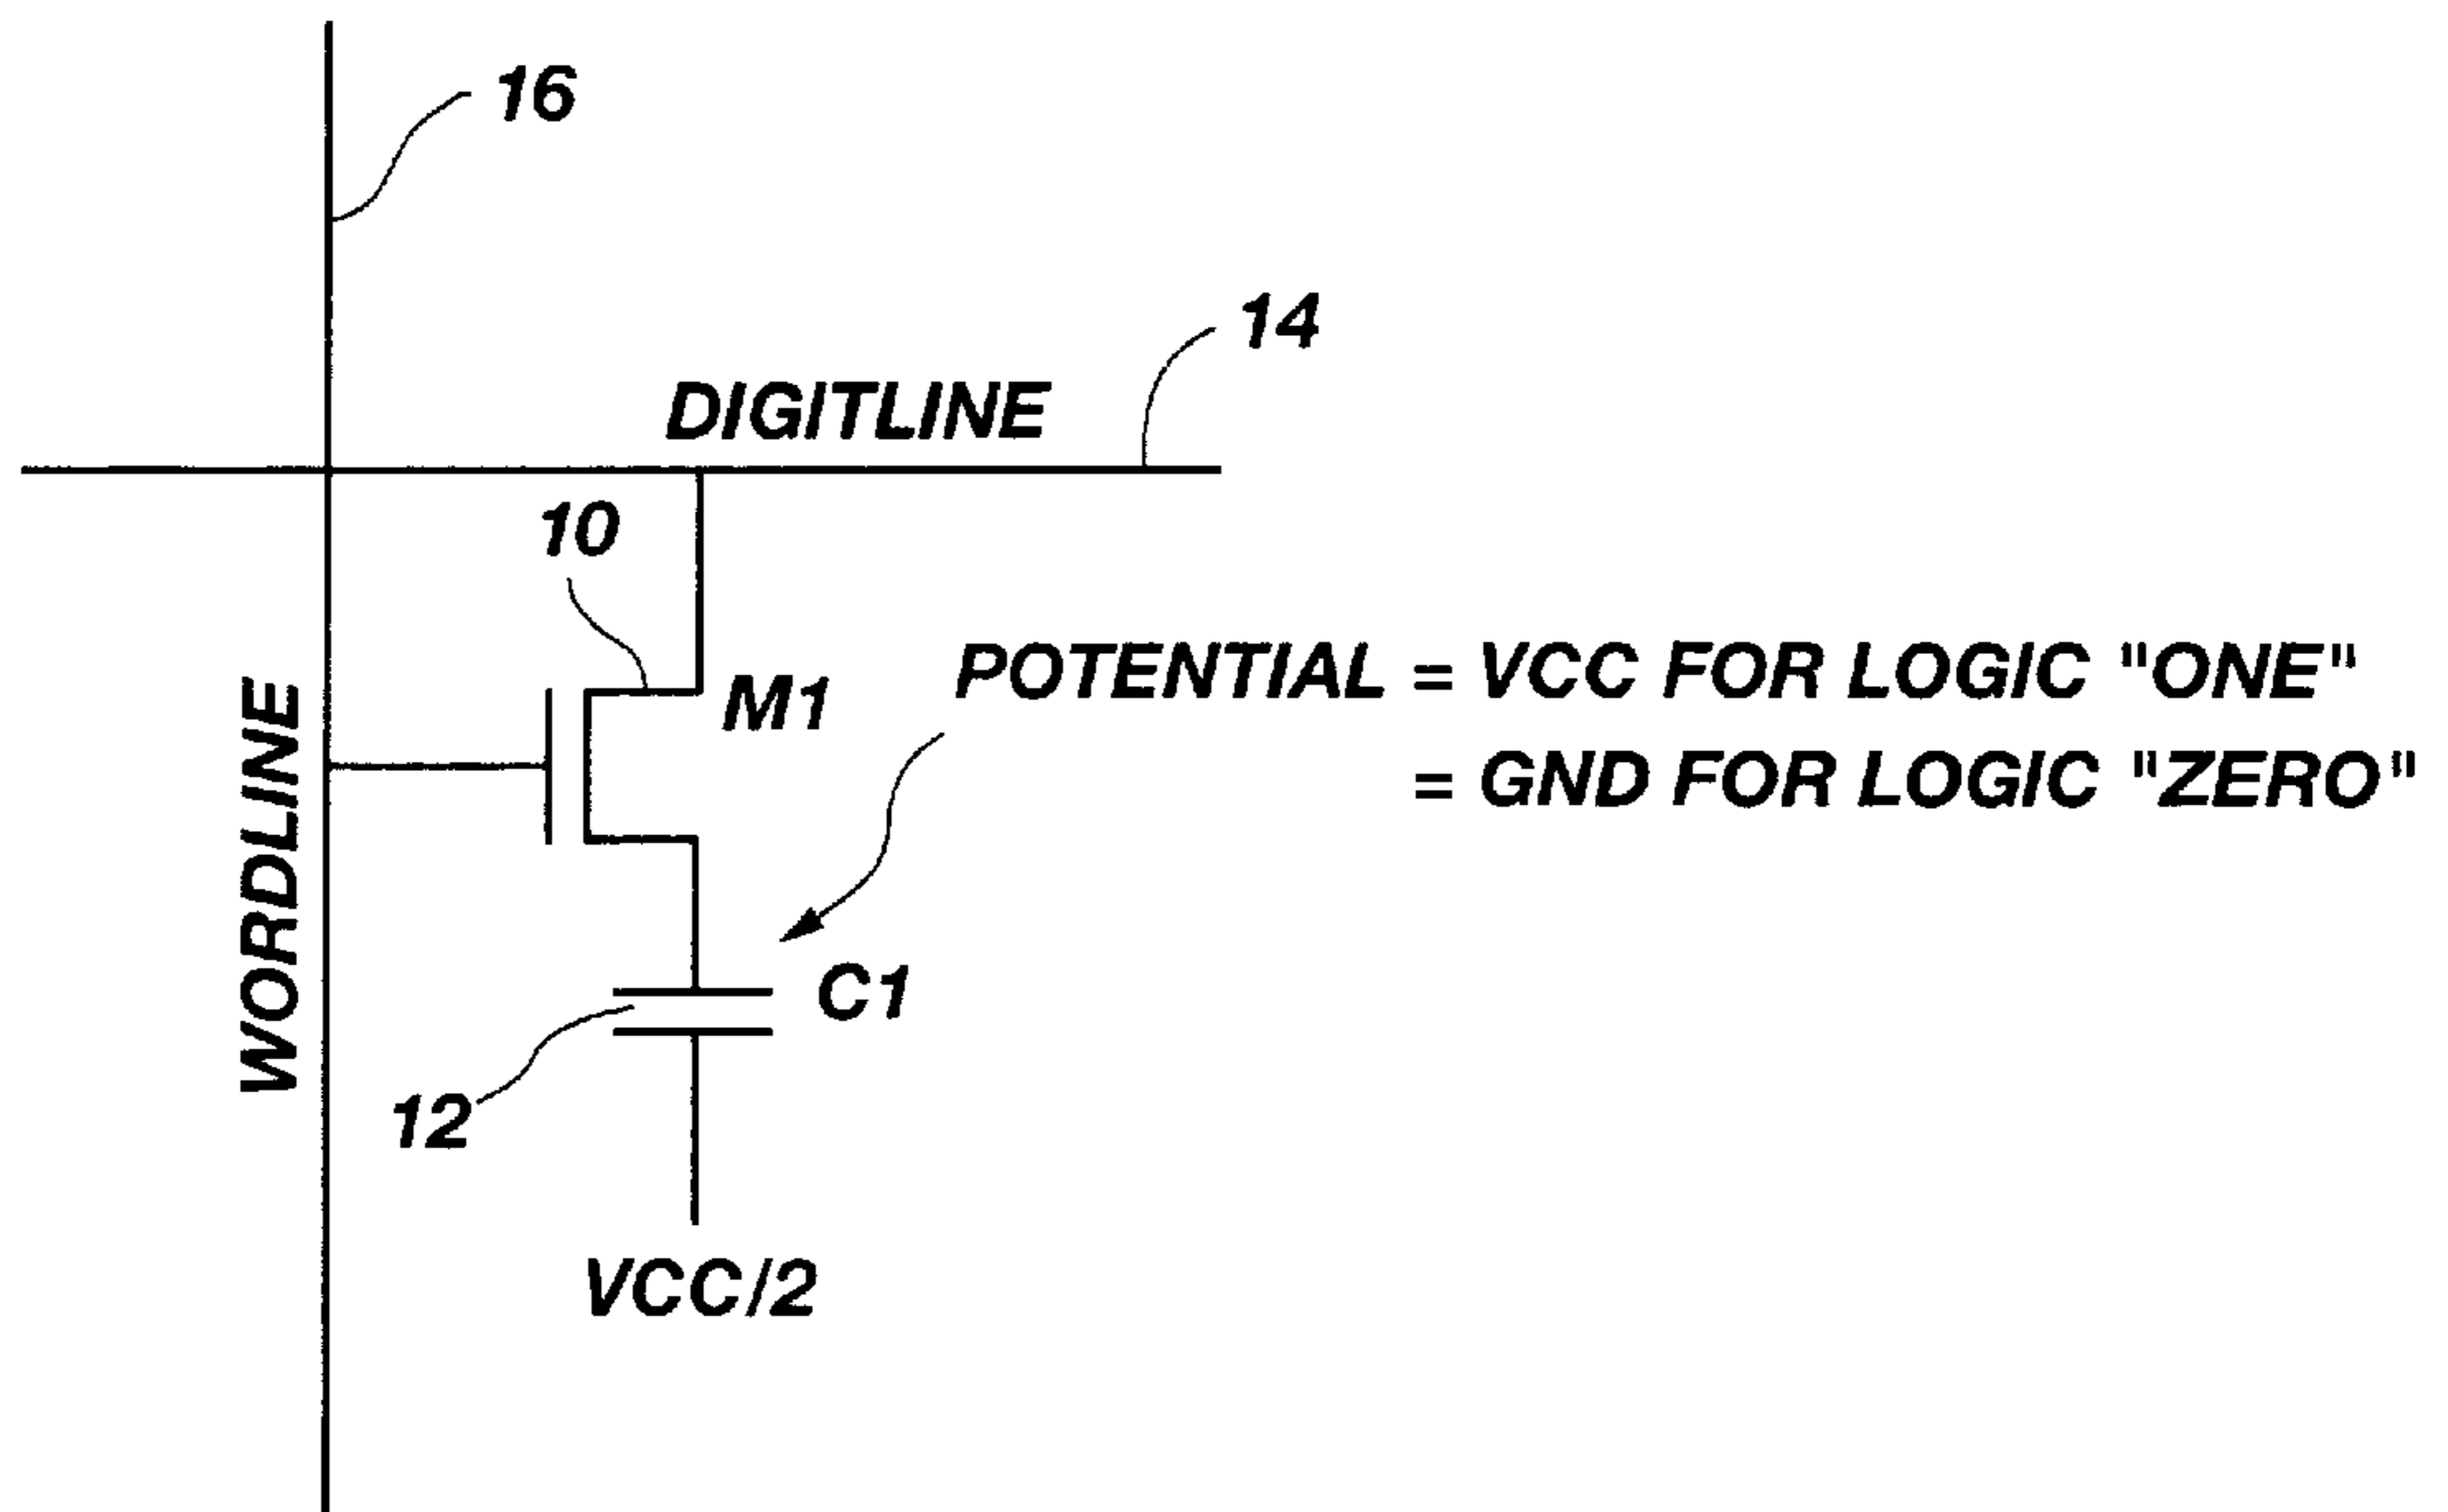 16
14
DIGITLINE
10
M1
POTENTIAL = VCC FOR LOGIC "ONE"
= GND FOR LOGIC "ZERO"
WORDLINE
C1
12
VCC/2